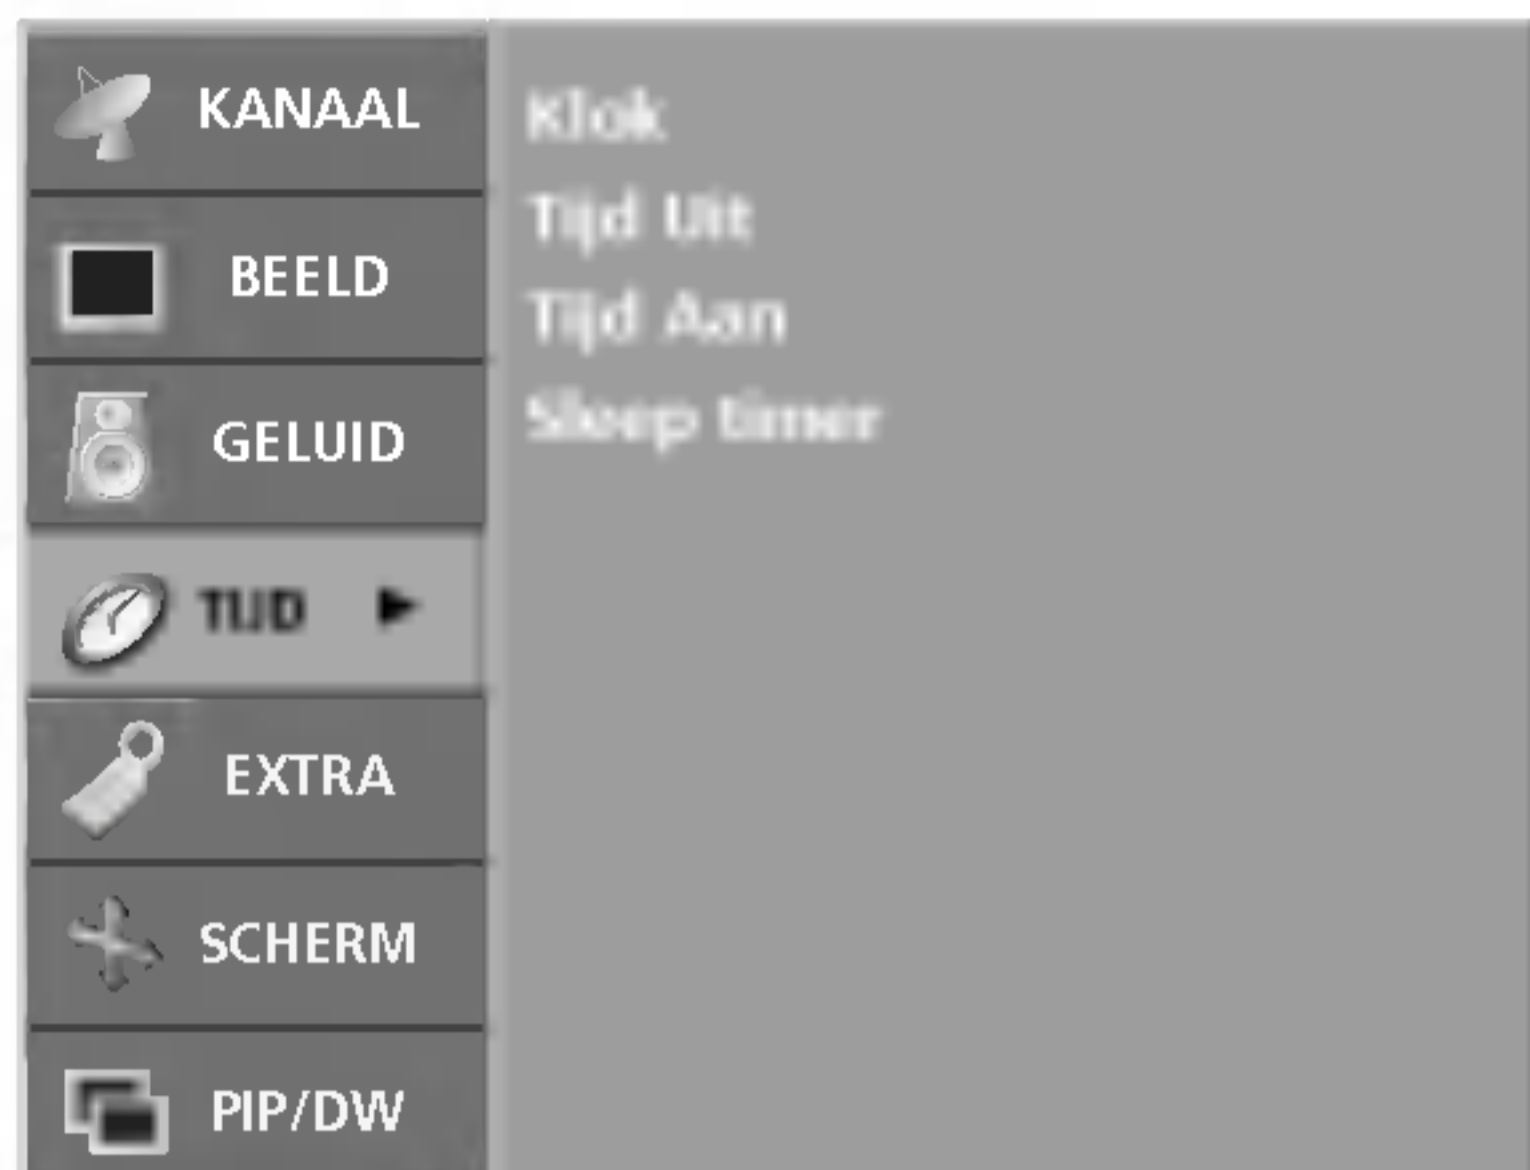 KANAAL
BEELD
GELUID
TIJD
EXTRA
SCHERM
PIP/DW
Klok
Tijd Uit
Tijd Aan
Sleep timer